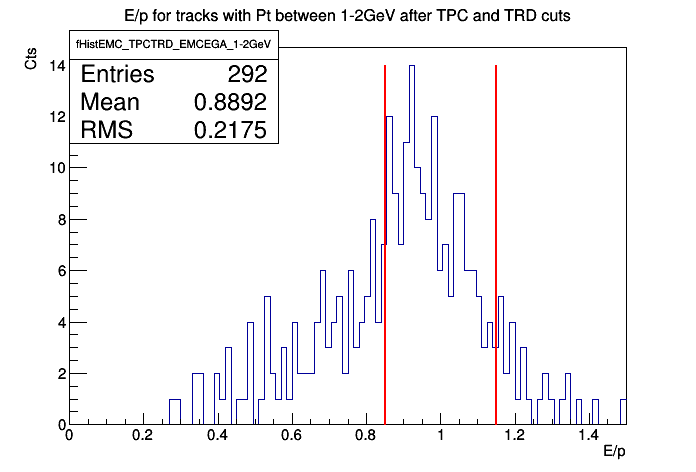 E/p for tracks with Pt between 1-2GeV after TPC and TRD cuts
fHistEMC_TPCTRD_EMCEGA_1-2GeV
Entries 292
Mean 0.8892
RMS 0.2175
Cts
14
12
10
8
6
4
2
0
0 0.2 0.4 0.6 0.8 1 1.2 1.4
E/p